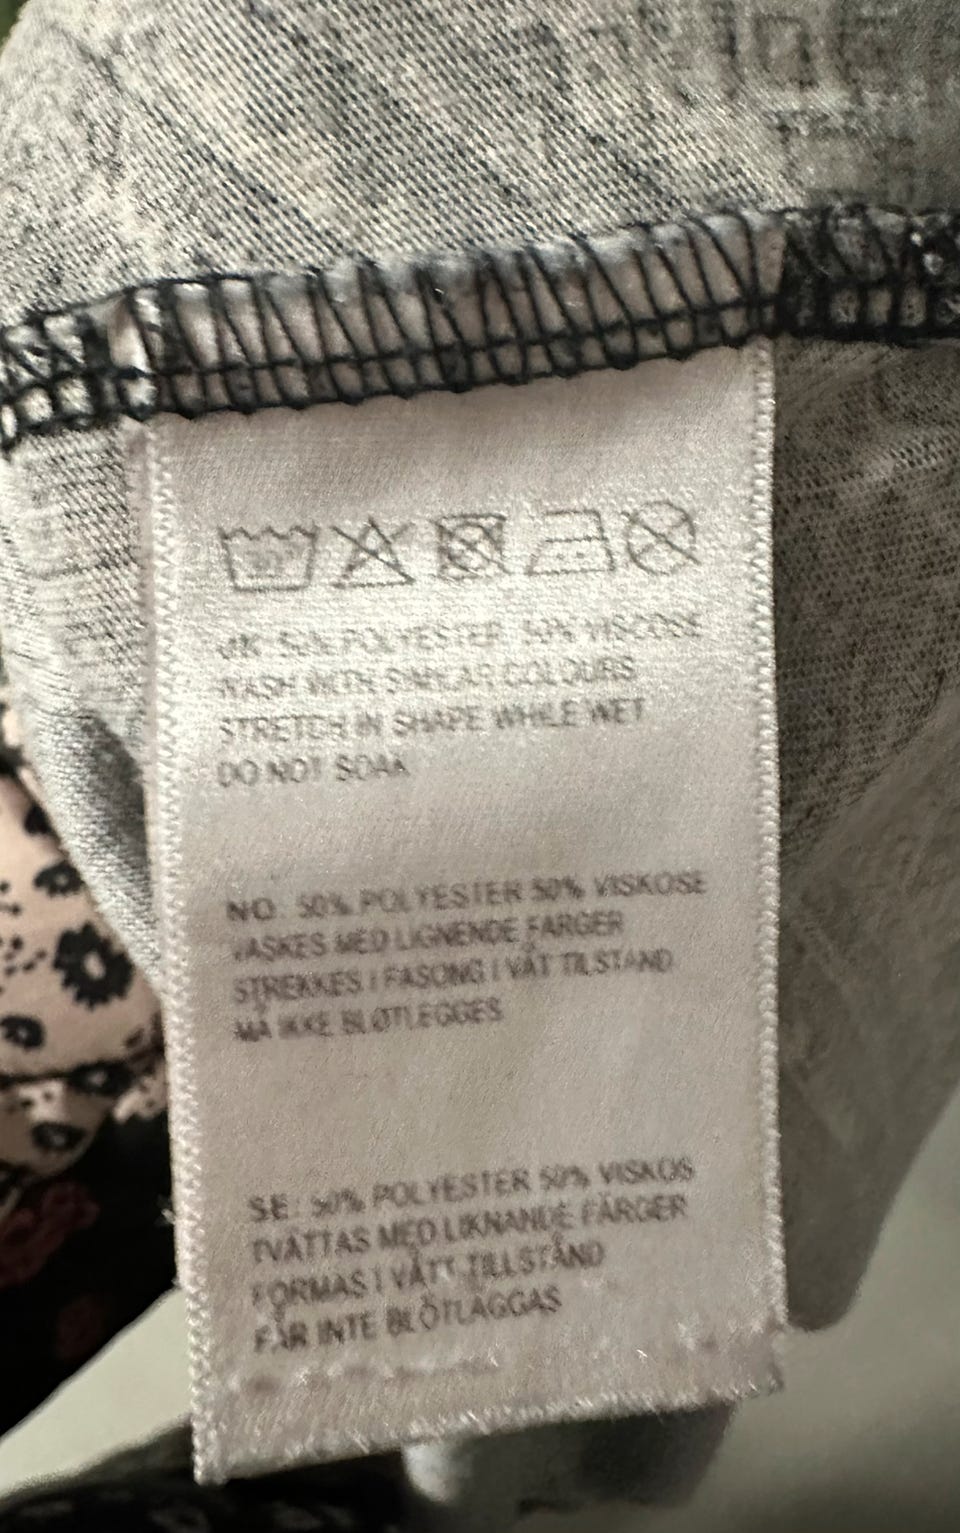 UK: 50% POLYESTER 50% VISCOSE
WASH WITH SIMILAR COLOURS
STRETCH IN SHAPE WHILE WET
DO NOT SOAK
NO: 50% POLYESTER 50% VISKOSE
VASKES MED LIGNENDE FARGER
STREKKES I FASONG I VÅT TILSTAND
MÅ IKKE BLØTLEGGES
SE: 50% POLYESTER 50% VISKOS
TVÄTTAS MED LIKNANDE FÄRGER
FORMAS I VÅTT TILLSTÅND
FÅR INTE BLÖTLÄGGAS